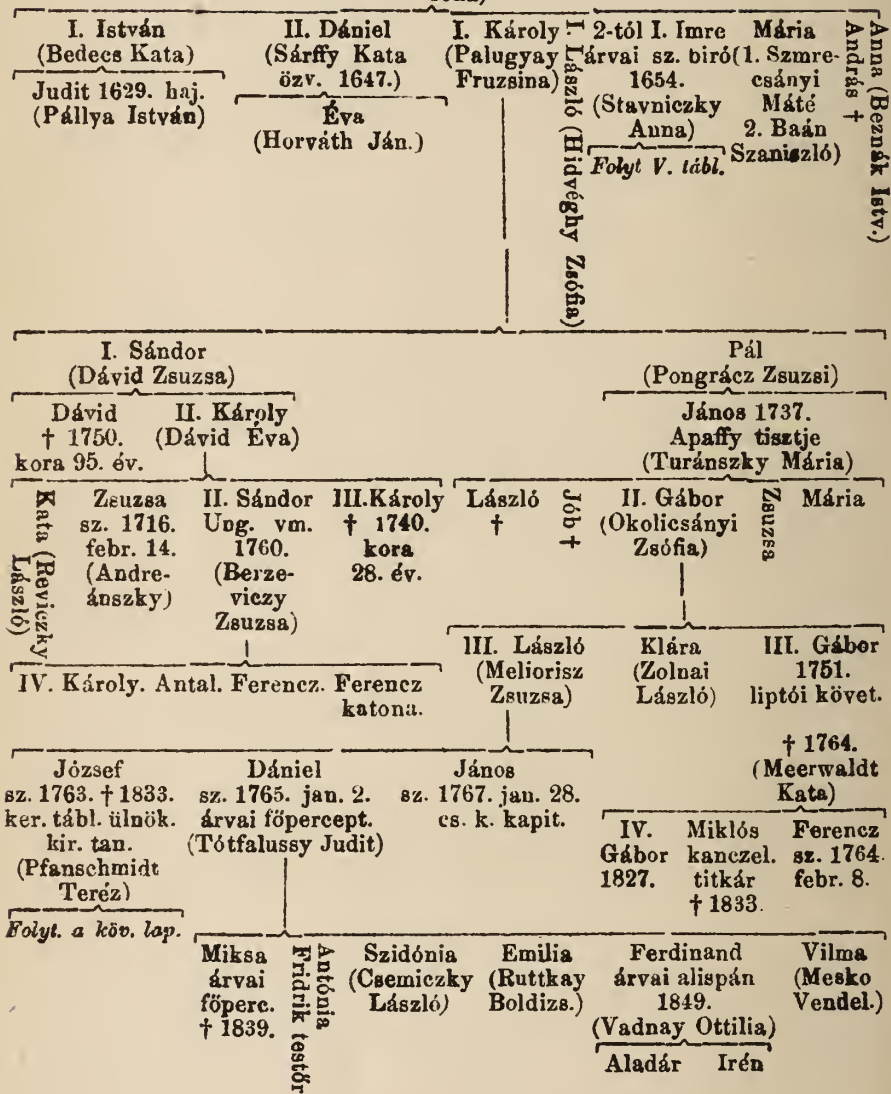 I. István
(Bedecs Kata)
Judit 1629. haj.
(Pállya István)
II. Dániel
(Sárffy Kata
özv. 1647.)
Éva
(Horváth Ján.)
I. Károly
(Palugyay
Fruzsina)
I. László (Hidvéghy Zsófia)
2-tól I. Imre
árvai sz. biró
1654.
(Stavniczky
Anna)
Folyt V. tábl.
Mária
(1. Szmre-
csányi
Máté
2. Baán
Szaniszló)
András †
Anna (Beznák Istv.)
I. Sándor
(Dávid Zsuzsa)
Pál
(Pongrácz Zsuzsi)
Dávid
† 1750.
kora 95. év.
II. Károly
(Dávid Éva)
János 1737.
Apaffy tisztje
(Turánszky Mária)
Kata (Reviczky
László)
Zsuzsa
sz. 1716.
febr. 14.
(Andre-
ánszky)
II. Sándor
Ung. vm.
1760.
(Berze-
viczy
Zsuzsa)
III. Károly
† 1740.
kora
28. év.
László
†
Jób †
II. Gábor
(Okolicsányi
Zsófia)
Zsuzsa
Mária
IV. Károly. Antal. Ferencz. Ferencz
katona.
III. László
(Meliorisz
Zsuzsa)
Klára
(Zolnai
László)
III. Gábor
1751.
liptói követ.
† 1764.
(Meerwaldt
Kata)
József
sz. 1763. † 1833.
ker. tábl. ülnök.
kir. tan.
(Pfanschmidt
Teréz)
Folyt. a köv. lap.
Dániel
sz. 1765. jan. 2.
árvai főpercept.
(Tótfalussy Judit)
János
sz. 1767. jan. 28.
cs. k. kapit.
IV.
Gábor
1827.
Miklós
kanczel.
titkár
† 1833.
Ferencz
sz. 1764.
febr. 8.
Miksa
árvai
főperc.
† 1839.
Antónia
Fridrik testőr
Szidónia
(Csemiczky
László)
Emilia
(Ruttkay
Boldizs.)
Ferdinand
árvai alispán
1849.
(Vadnay Ottilia)
Aladár Irén
Vilma
(Mesko
Vendel.)